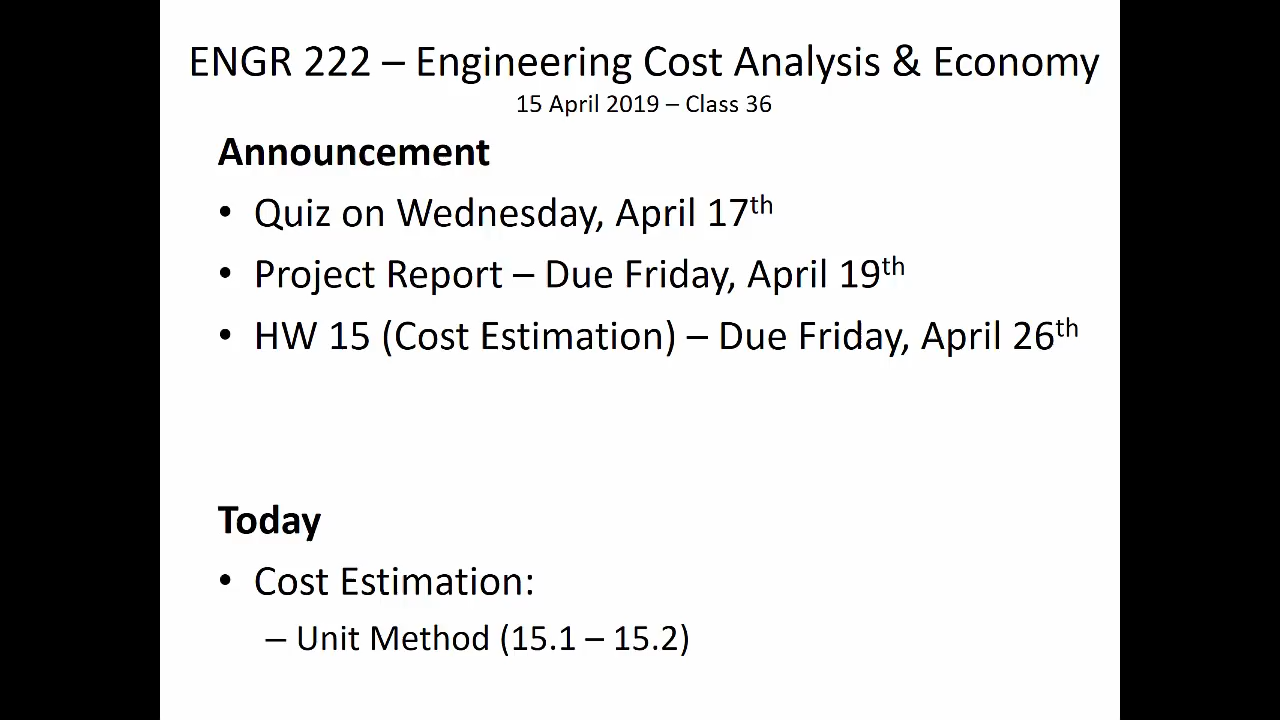 ENGR 222 – Engineering Cost Analysis & Economy
15 April 2019 – Class 36
Announcement
• Quiz on Wednesday, April 17th
• Project Report – Due Friday, April 19th
• HW 15 (Cost Estimation) – Due Friday, April 26th
Today
• Cost Estimation:
– Unit Method (15.1 – 15.2)